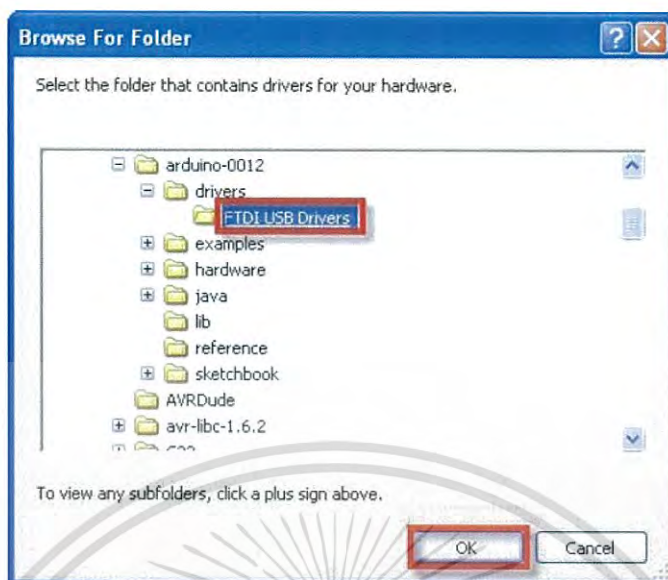 Browse For Folder
Select the folder that contains drivers for your hardware.
arduino-0012
drivers
FTDI USB Drivers
examples
hardware
java
lib
reference
sketchbook
AVRDude
avr-libc-1.6.2
To view any subfolders, click a plus sign above.
OK Cancel